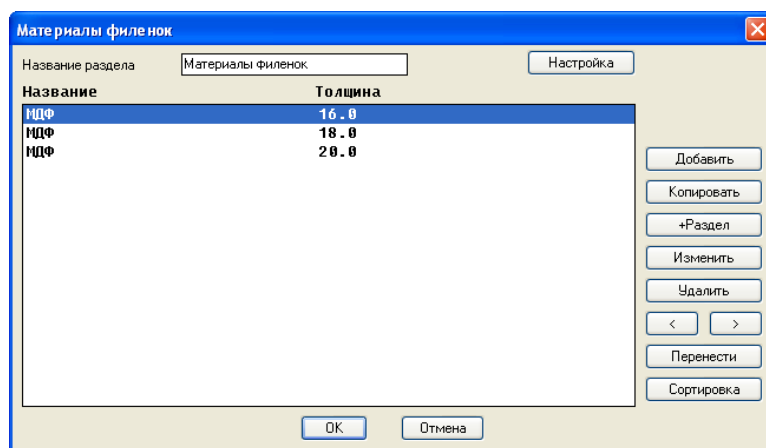 Материалы филенок
Название раздела Материалы филенок Настройка
Название Толщина
МДФ 16.0
МДФ 18.0
МДФ 20.0
Добавить
Копировать
+Раздел
Изменить
Удалить
< >
Перенести
Сортировка
OK Отмена